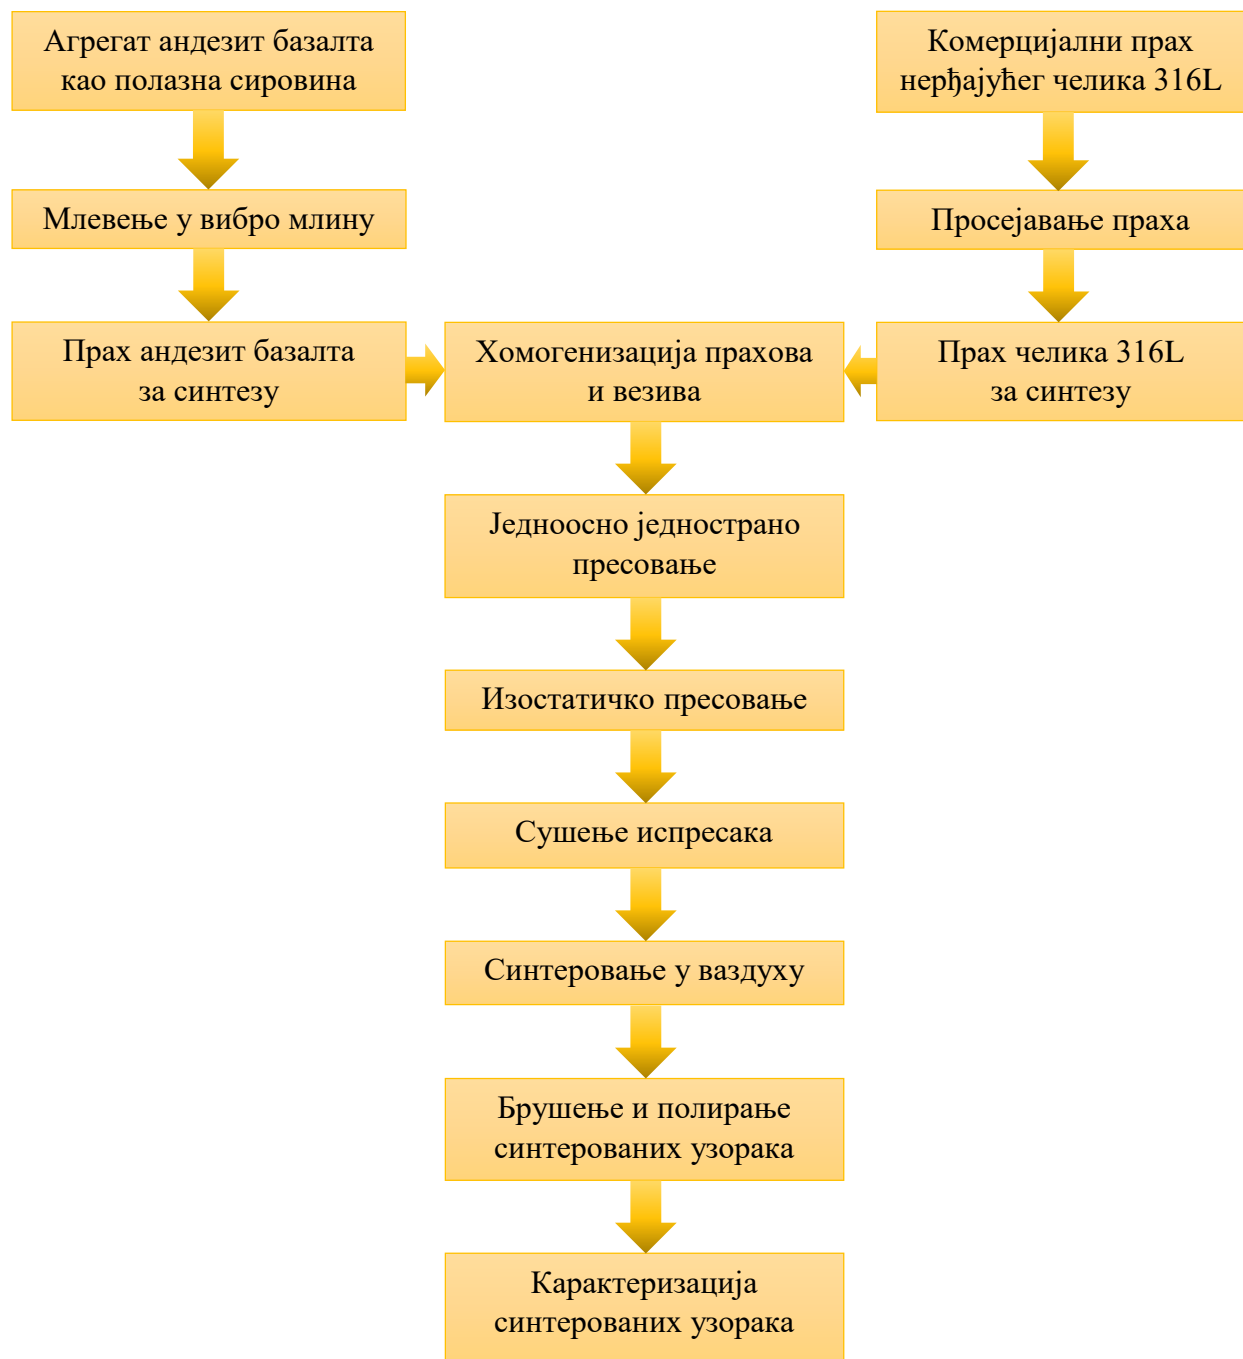 Агрегат андезит базалта
као полазна сировина
Комерцијални прах
нерђајућег челика 316L
Млевење у вибро млину
Просејавање праха
Прах андезит базалта
за синтезу
Хомогенизација прахова
и везива
Прах челика 316L
за синтезу
Једноосно једнострано
пресовање
Изостатичко пресовање
Сушење испресака
Синтеровање у ваздуху
Брушење и полирање
синтерованих узорака
Карактеризација
синтерованих узорака